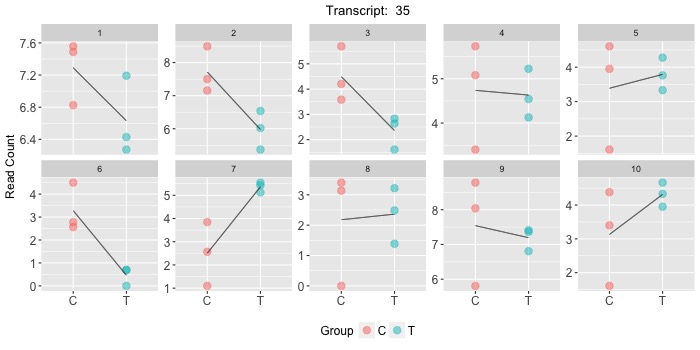 Transcript: 35
1 2 3 4 5
7.6 7.2 6.8 6.4
8 7 6
5 4 3 2
5 4
4 3 2
Read Count
6 7 8 9 10
4 3 2 1 0
5 4 3 2 1
3 2 1 0
8 7 6
4 3 2
C T C T C T C T C T
Group C T